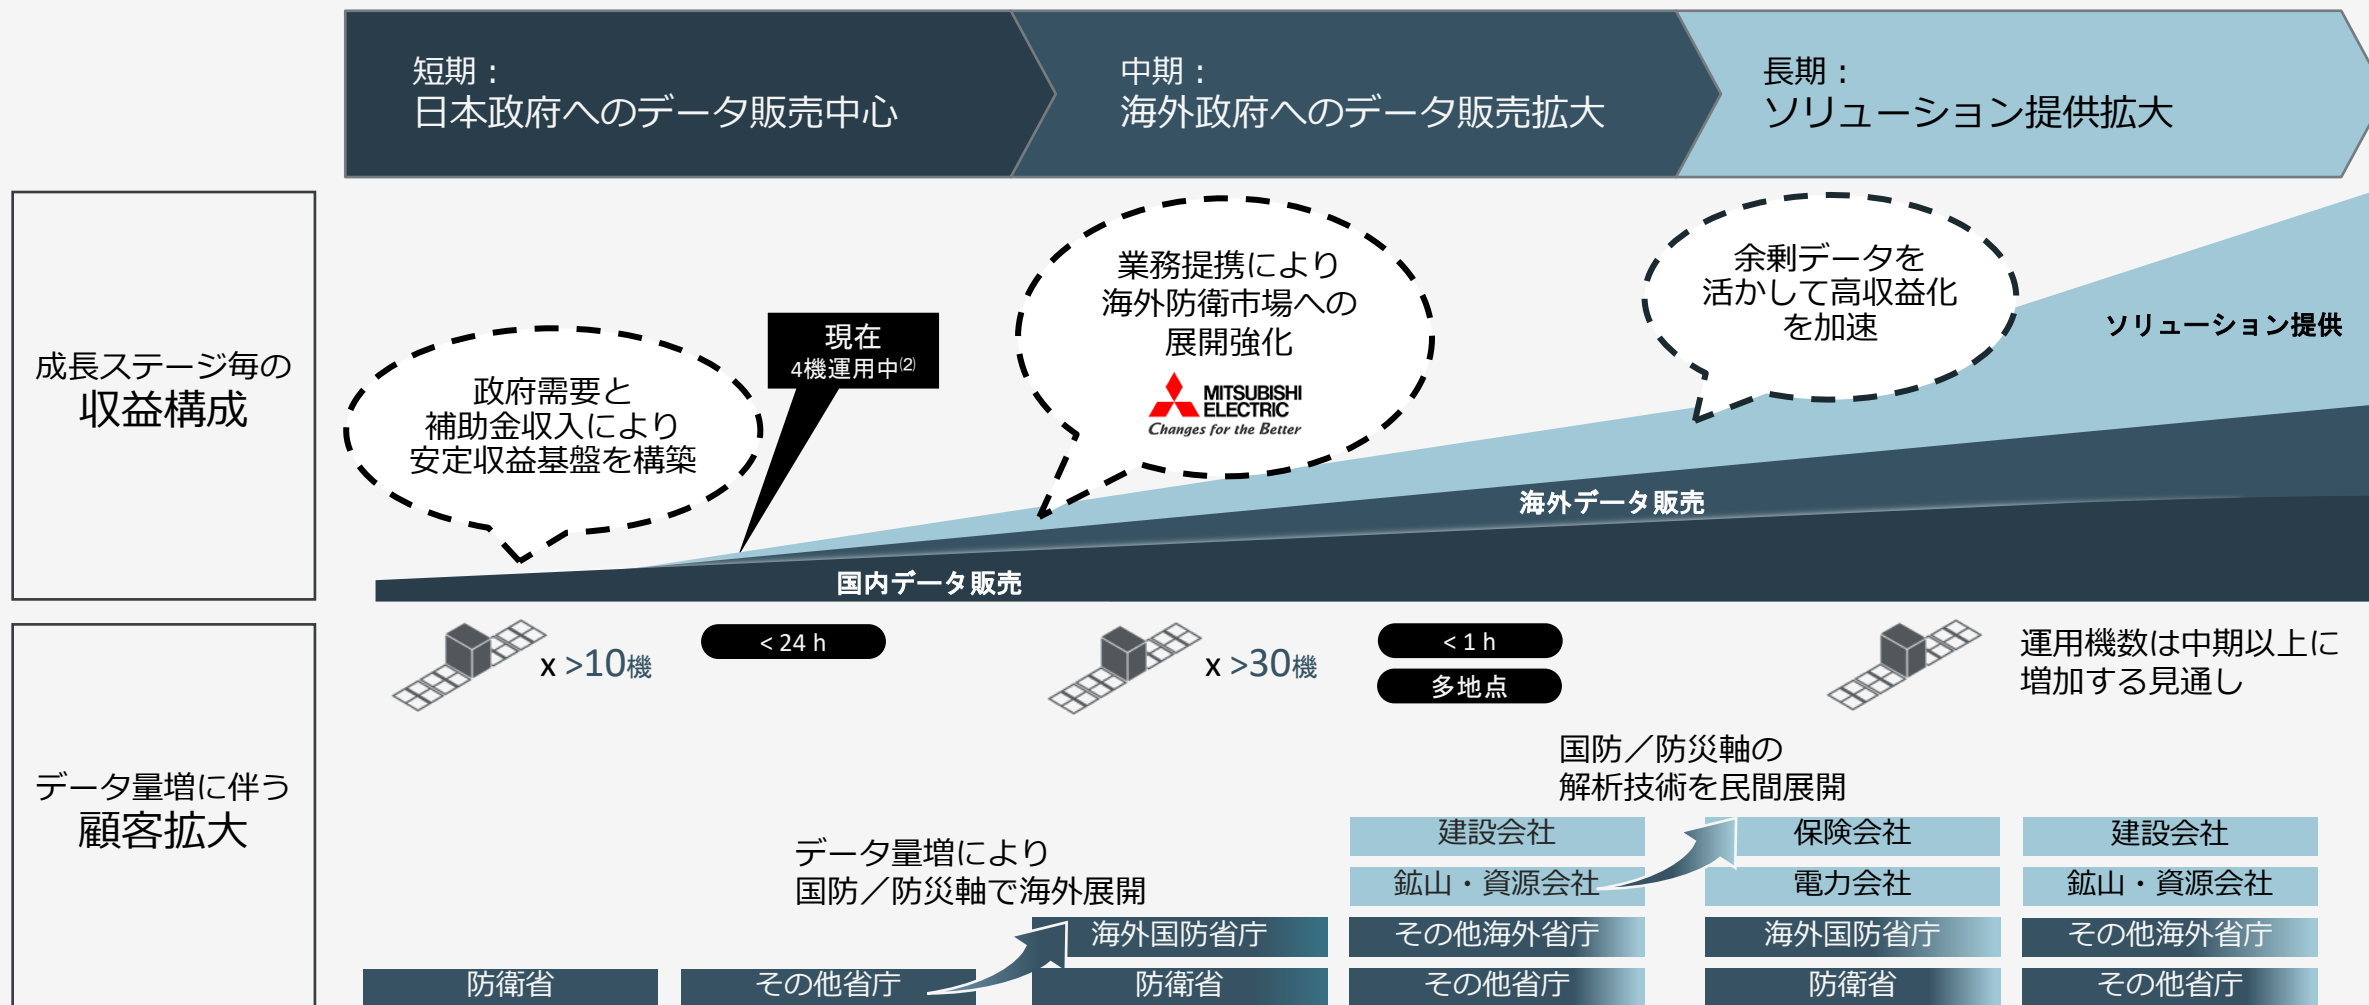 短期：
日本政府へのデータ販売中心
中期：
海外政府へのデータ販売拡大
長期：
ソリューション提供拡大
成長ステージ毎の
収益構成
政府需要と
補助金収入により
安定収益基盤を構築
現在
4機運用中(2)
業務提携により
海外防衛市場への
展開強化
MITSUBISHI
ELECTRIC
Changes for the Better
余剰データを
活かして高収益化
を加速
ソリューション提供
海外データ販売
国内データ販売
データ量増に伴う
顧客拡大
x >10機
< 24 h
x >30機
< 1 h
多地点
運用機数は中期以上に
増加する見通し
国防／防災軸の
解析技術を民間展開
データ量増により
国防／防災軸で海外展開
建設会社
保険会社
建設会社
鉱山・資源会社
電力会社
鉱山・資源会社
海外国防省庁
その他海外省庁
海外国防省庁
その他海外省庁
防衛省
その他省庁
防衛省
その他省庁
防衛省
その他省庁